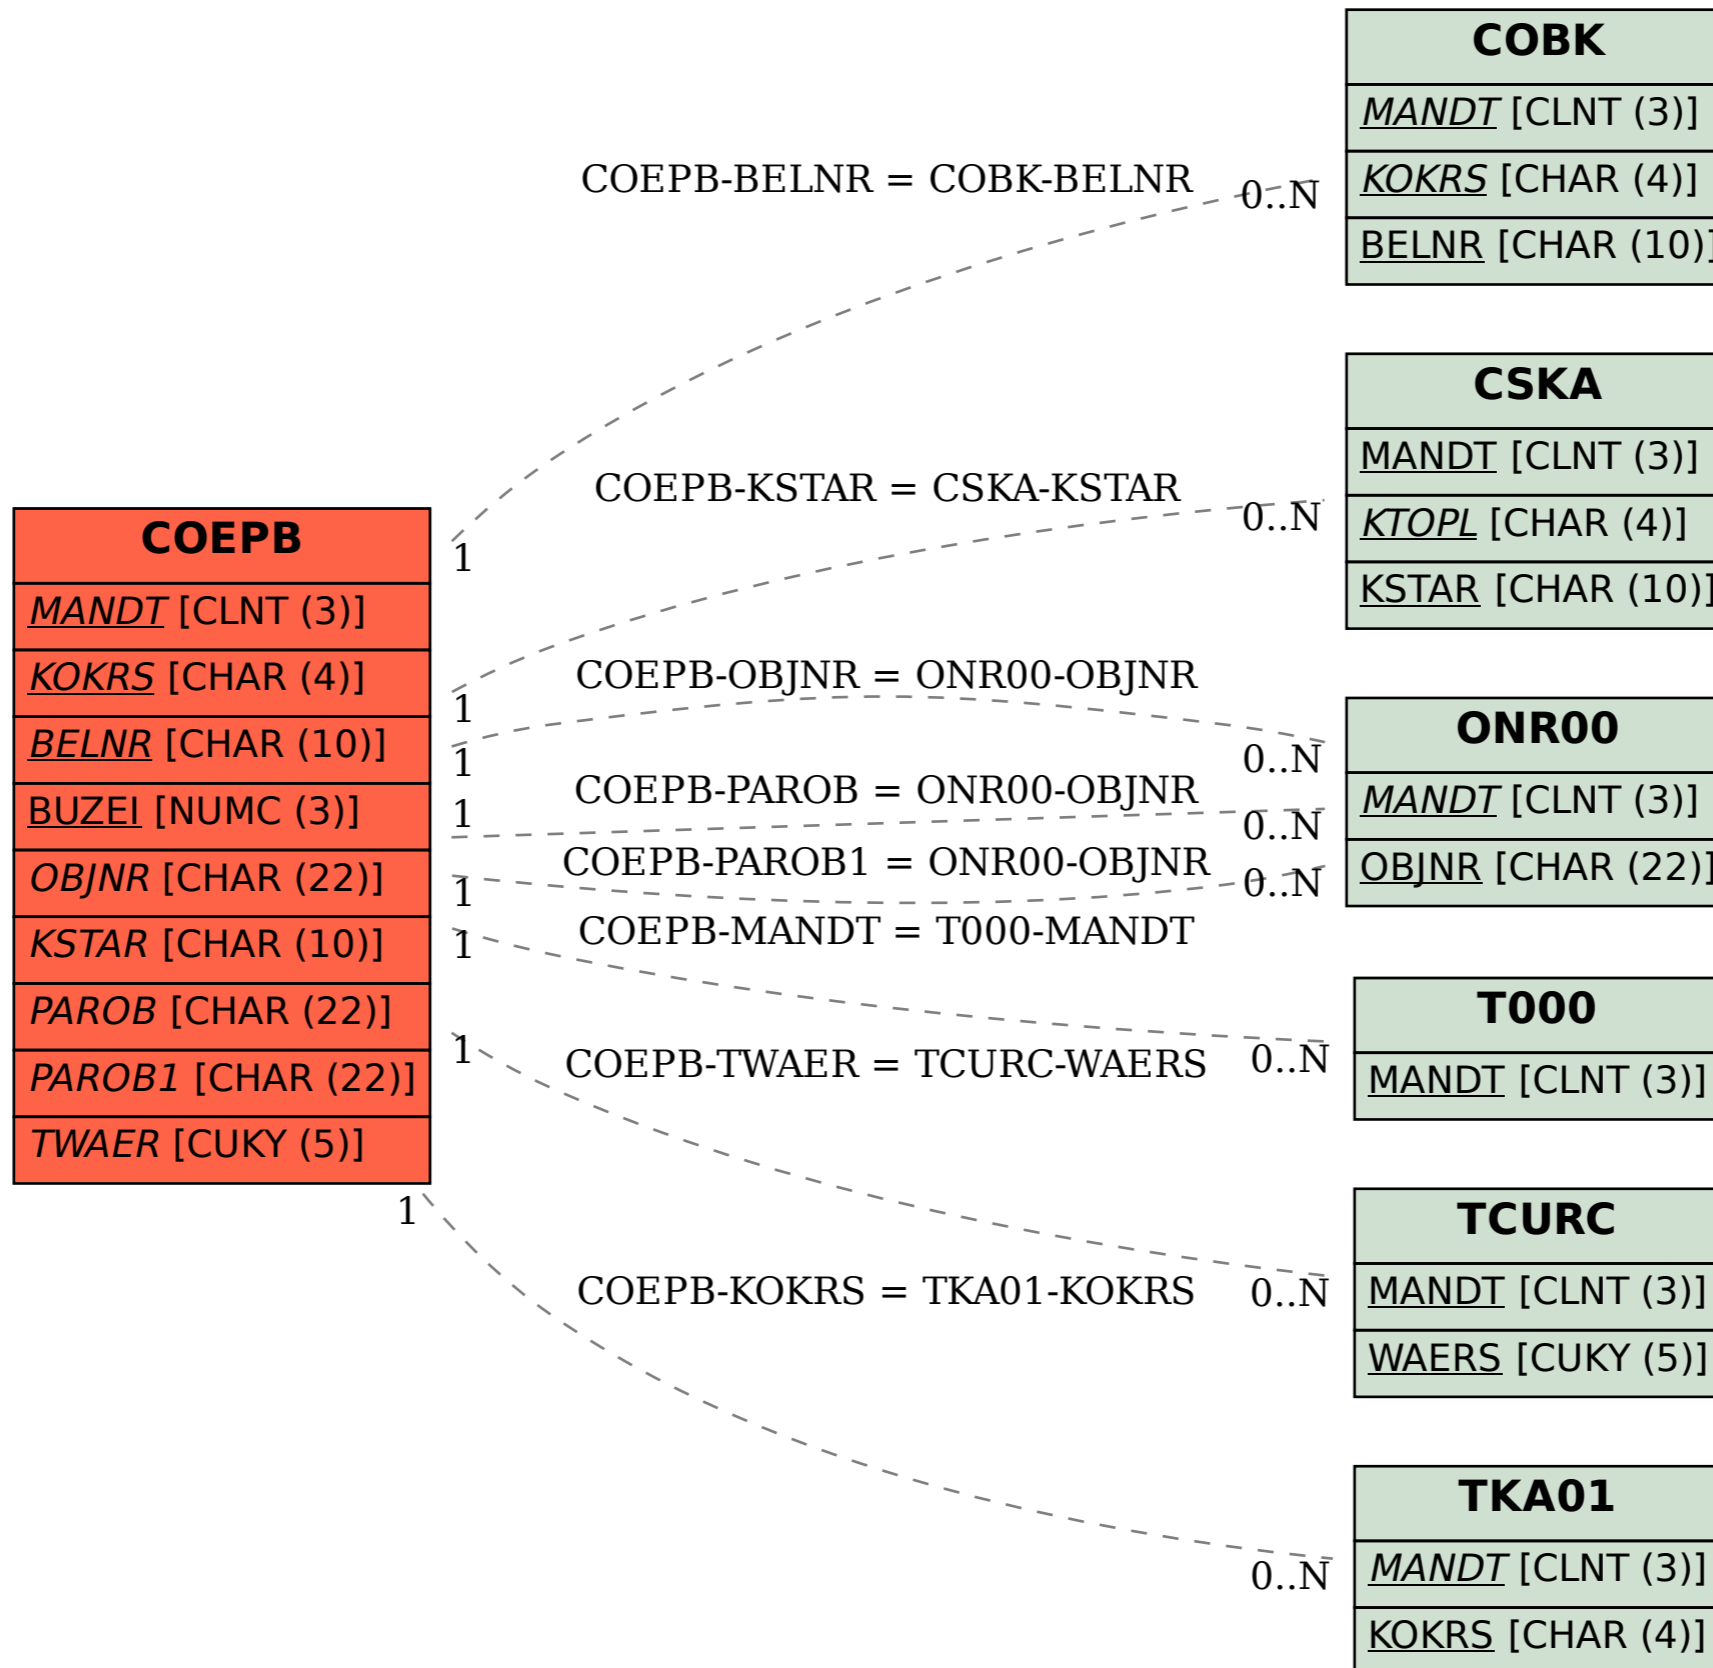 COBK
MANDT [CLNT (3)]
KOKRS [CHAR (4)]
BELNR [CHAR (10)]
COEPB-BELNR = COBK-BELNR
0..N
1
CSKA
MANDT [CLNT (3)]
KTOPL [CHAR (4)]
KSTAR [CHAR (10)]
COEPB-KSTAR = CSKA-KSTAR
0..N
1
COEPB
MANDT [CLNT (3)]
KOKRS [CHAR (4)]
BELNR [CHAR (10)]
BUZEI [NUMC (3)]
OBJNR [CHAR (22)]
KSTAR [CHAR (10)]
PAROB [CHAR (22)]
PAROB1 [CHAR (22)]
TWAER [CUKY (5)]
COEPB-OBJNR = ONR00-OBJNR
1
0..N
COEPB-PAROB = ONR00-OBJNR
1
0..N
COEPB-PAROB1 = ONR00-OBJNR
1
0..N
ONR00
MANDT [CLNT (3)]
OBJNR [CHAR (22)]
COEPB-MANDT = T000-MANDT
1
0..N
T000
MANDT [CLNT (3)]
COEPB-TWAER = TCURC-WAERS
1
0..N
TCURC
MANDT [CLNT (3)]
WAERS [CUKY (5)]
COEPB-KOKRS = TKA01-KOKRS
1
0..N
TKA01
MANDT [CLNT (3)]
KOKRS [CHAR (4)]